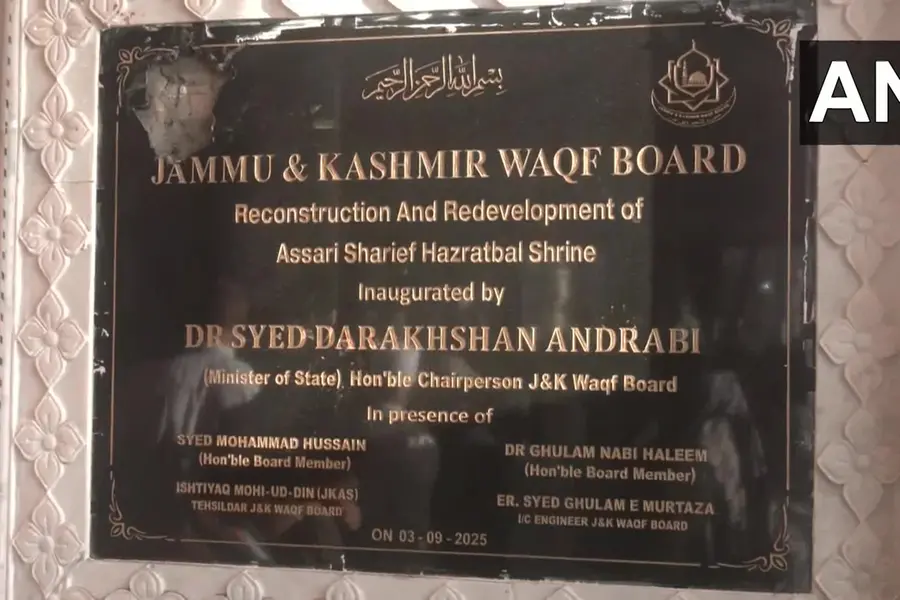 بسم الله الرحمن الرحيم
AN
JAMMU & KASHMIR WAQF BOARD
Reconstruction And Redevelopment of
Assari Sharief Hazratbal Shrine
Inaugurated by
DR SYED DARAKHSHAN ANDRABI
(Minister of State), Hon'ble Chairperson J&K Waqf Board
In presence of
SYED MOHAMMAD HUSSAIN
(Hon'ble Board Member)
ISHTIYAQ MOHI-UD-DIN (JKAS)
TEHSILDAR J&K WAQF BOARD
DR GHULAM NABI HALEEM
(Hon'ble Board Member)
ER. SYED GHULAM E MURTAZA
I/C ENGINEER J&K WAQF BOARD
ON 03-09-2025